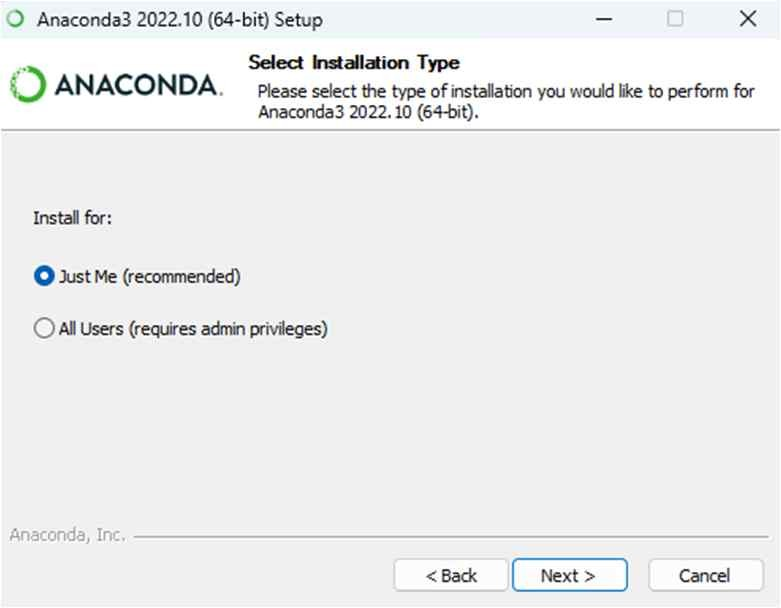 Anaconda3 2022.10 (64-bit) Setup
ANACONDA.
Select Installation Type
Please select the type of installation you would like to perform for
Anaconda3 2022.10 (64-bit).
Install for:
Just Me (recommended)
All Users (requires admin privileges)
Anaconda, Inc.
< Back Next > Cancel